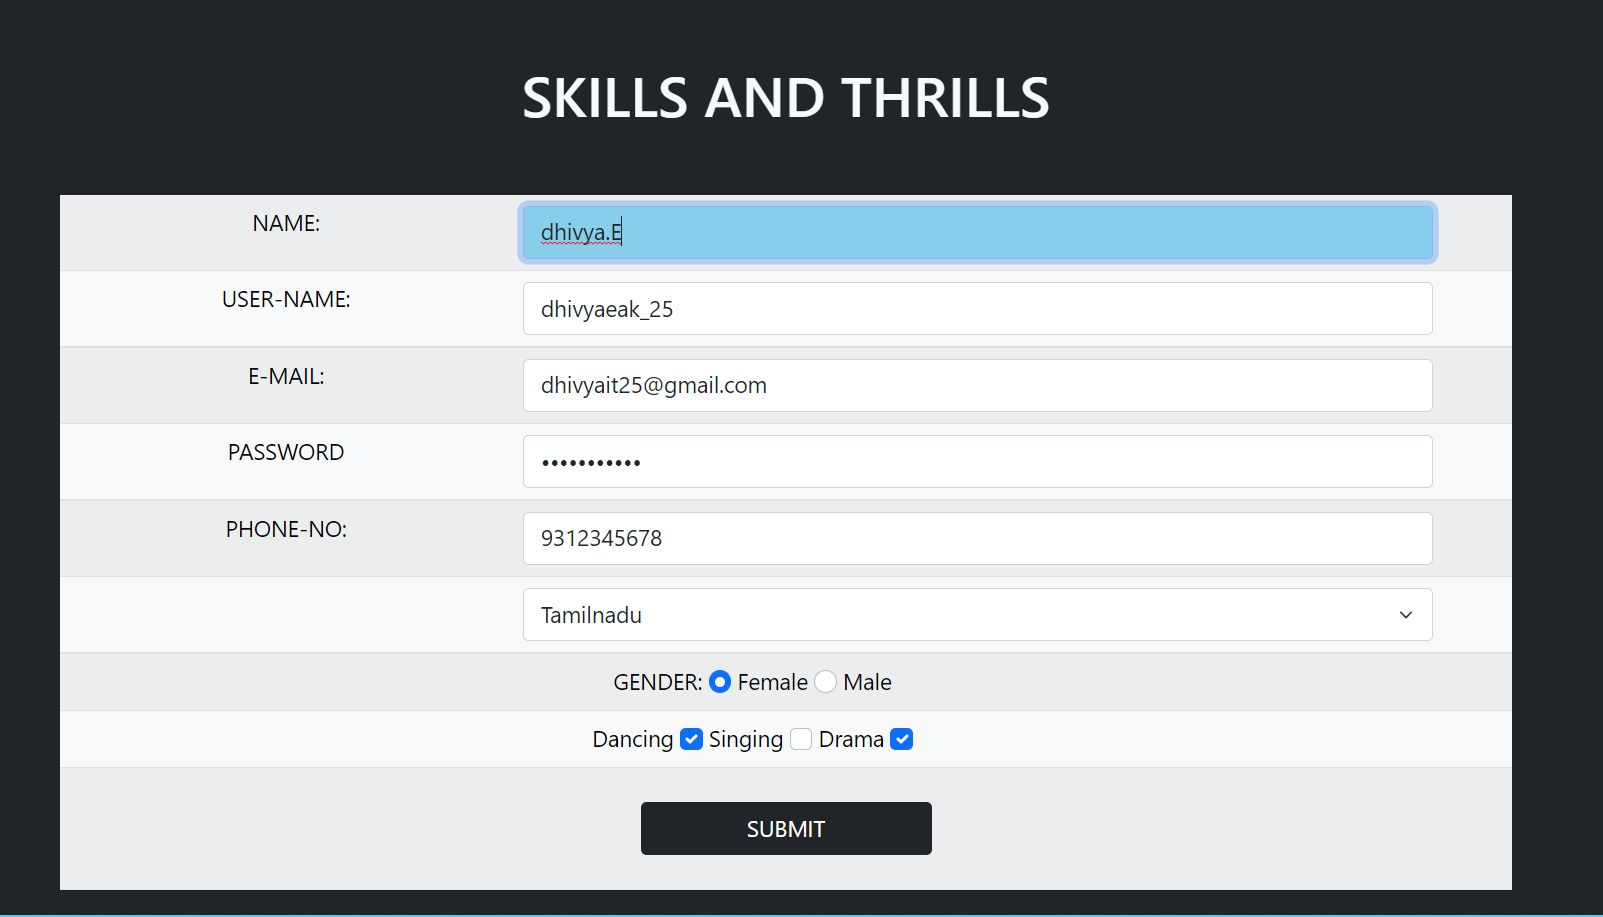 SKILLS AND THRILLS
NAME: dhivya.E
USER-NAME: dhivyaeak_25
E-MAIL: dhivyait25@gmail.com
PASSWORD •••••••••••
PHONE-NO: 9312345678
Tamilnadu
GENDER: Female Male
Dancing Singing Drama
SUBMIT